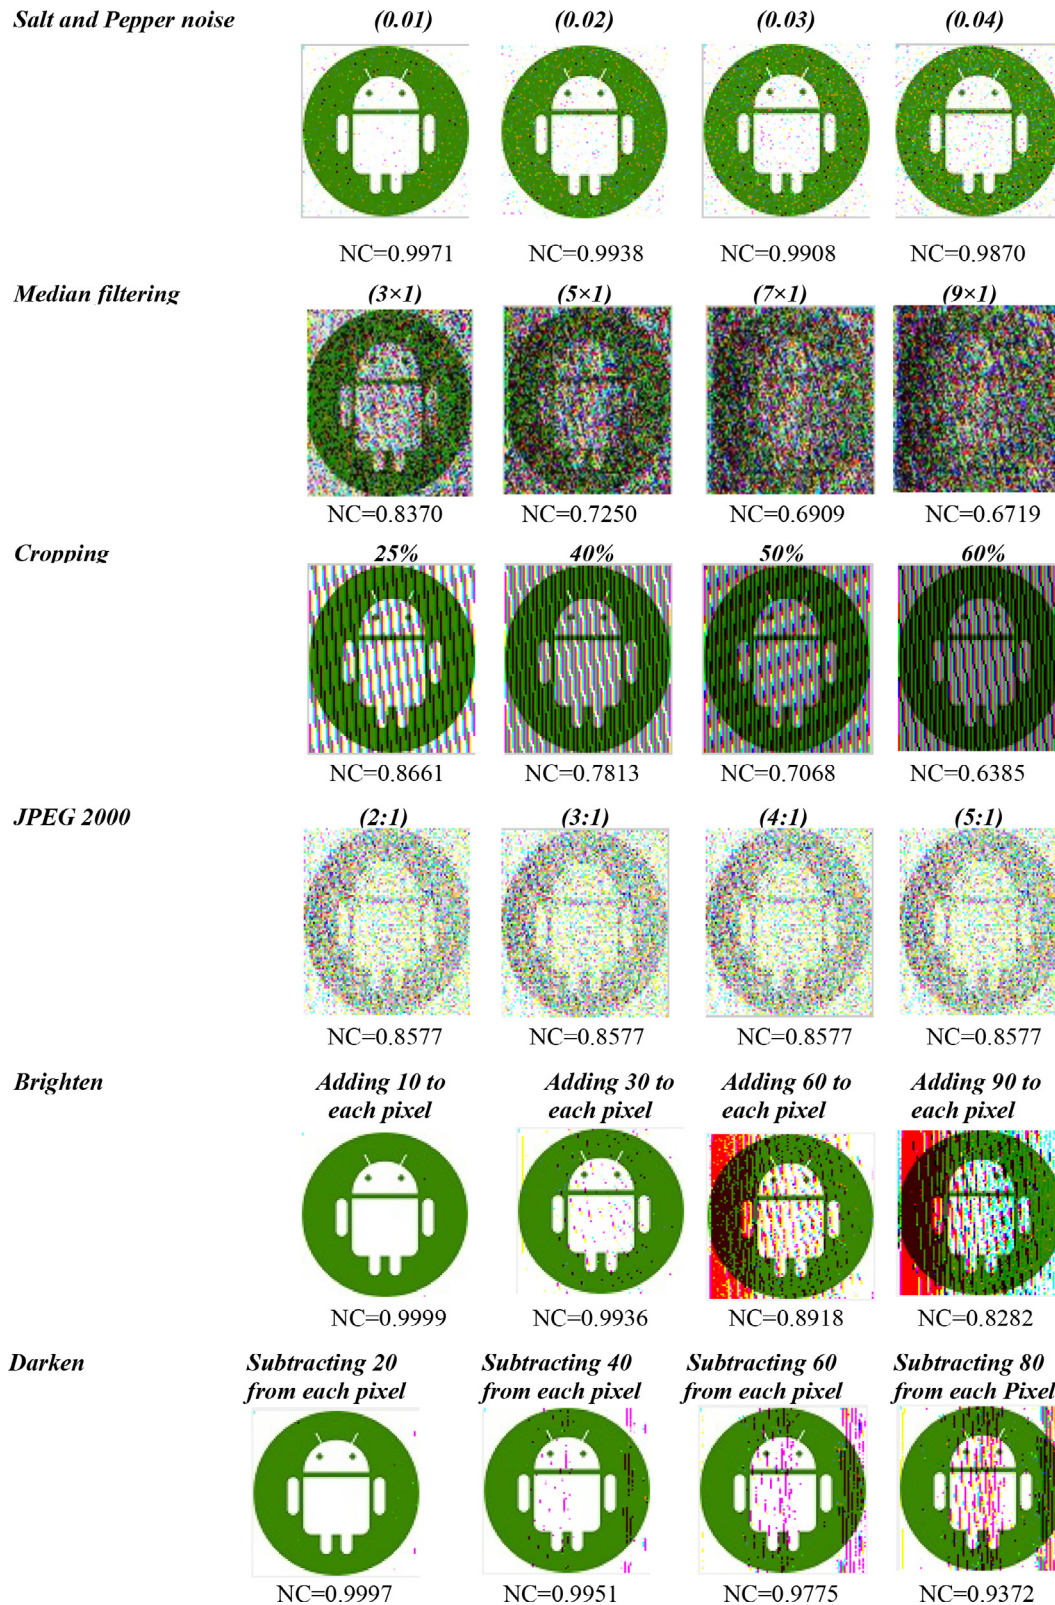 Salt and Pepper noise (0.01) (0.02) (0.03) (0.04)
NC=0.9971 NC=0.9938 NC=0.9908 NC=0.9870
Median filtering (3×1) (5×1) (7×1) (9×1)
NC=0.8370 NC=0.7250 NC=0.6909 NC=0.6719
Cropping 25% 40% 50% 60%
NC=0.8661 NC=0.7813 NC=0.7068 NC=0.6385
JPEG 2000 (2:1) (3:1) (4:1) (5:1)
NC=0.8577 NC=0.8577 NC=0.8577 NC=0.8577
Brighten Adding 10 to Adding 30 to Adding 60 to Adding 90 to
each pixel each pixel each pixel each pixel
NC=0.9999 NC=0.9936 NC=0.8918 NC=0.8282
Darken Subtracting 20 Subtracting 40 Subtracting 60 Subtracting 80
from each pixel from each pixel from each pixel from each Pixel
NC=0.9997 NC=0.9951 NC=0.9775 NC=0.9372